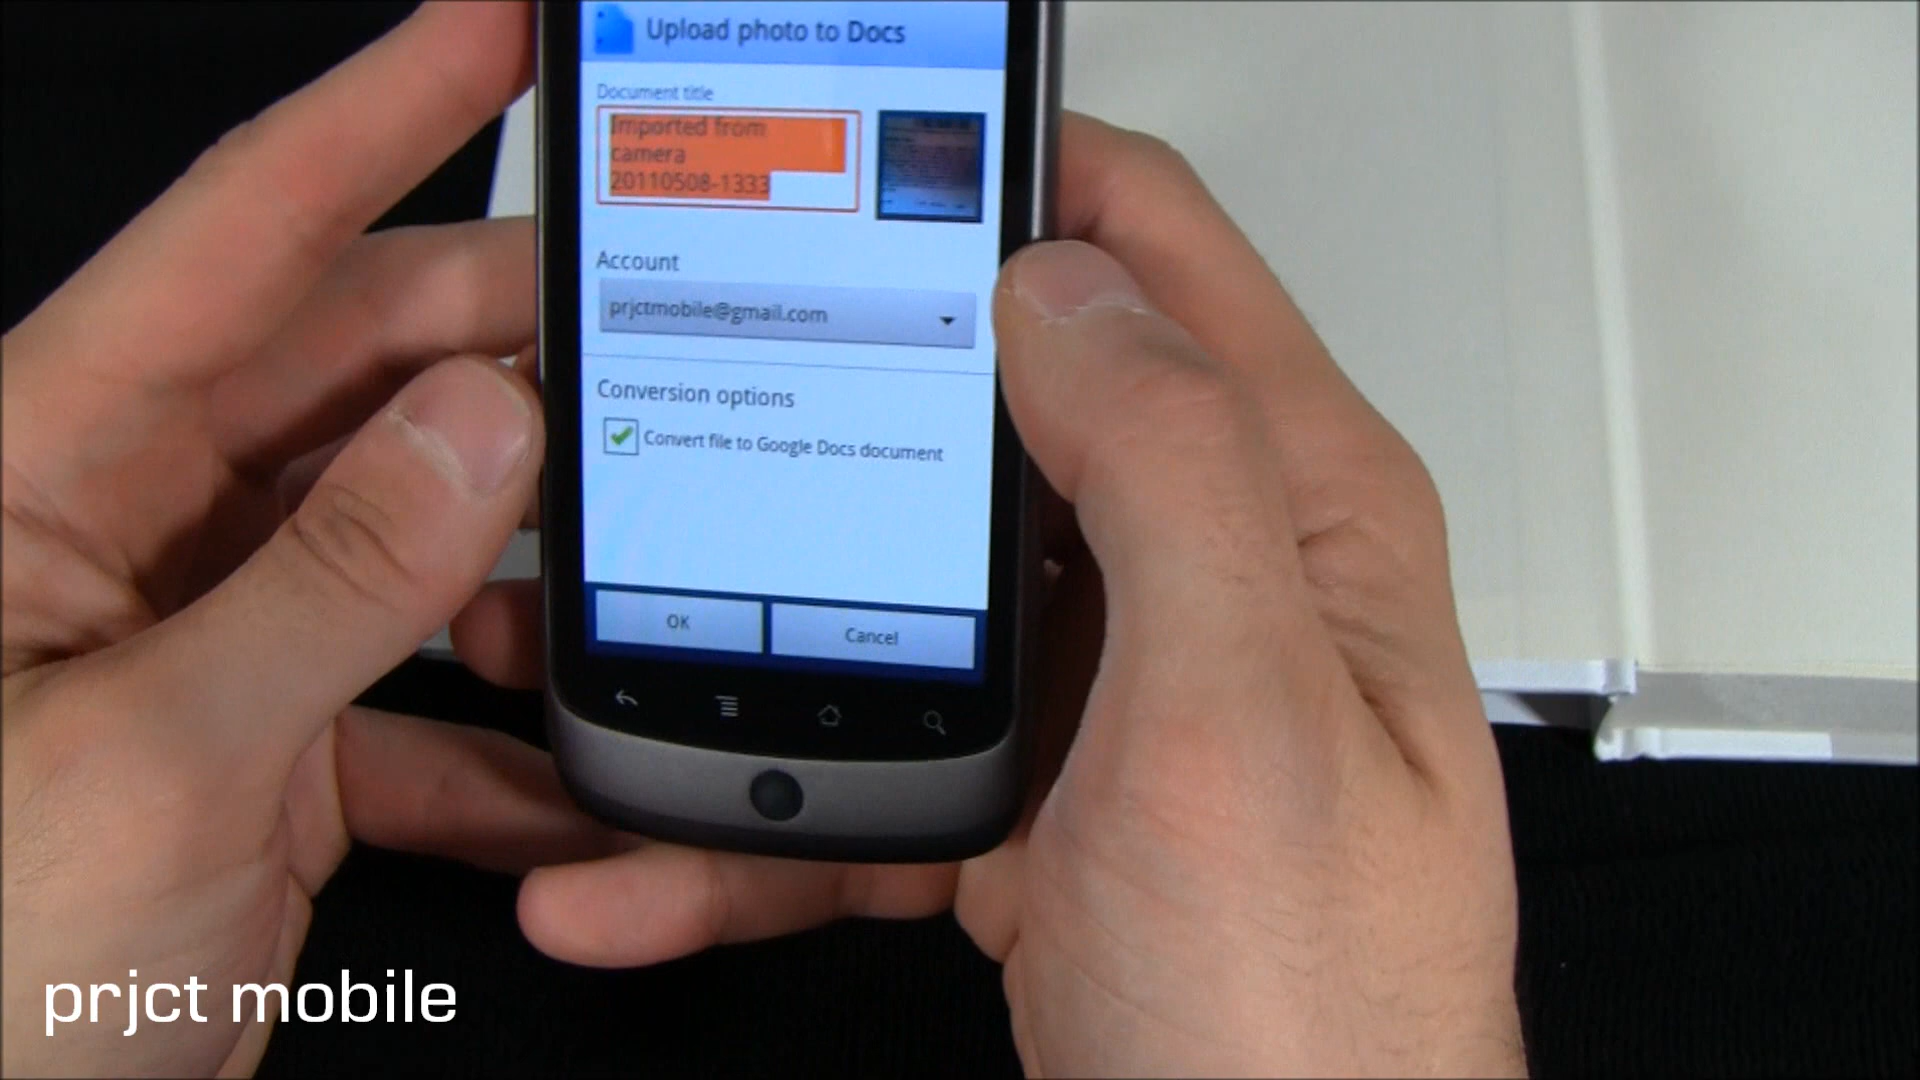 Upload photo to Docs
Document title
Imported from
camera
20110508-1333
Account
prjctmobile@gmail.com
Conversion options
Convert file to Google Docs document
OK
Cancel
prjct mobile